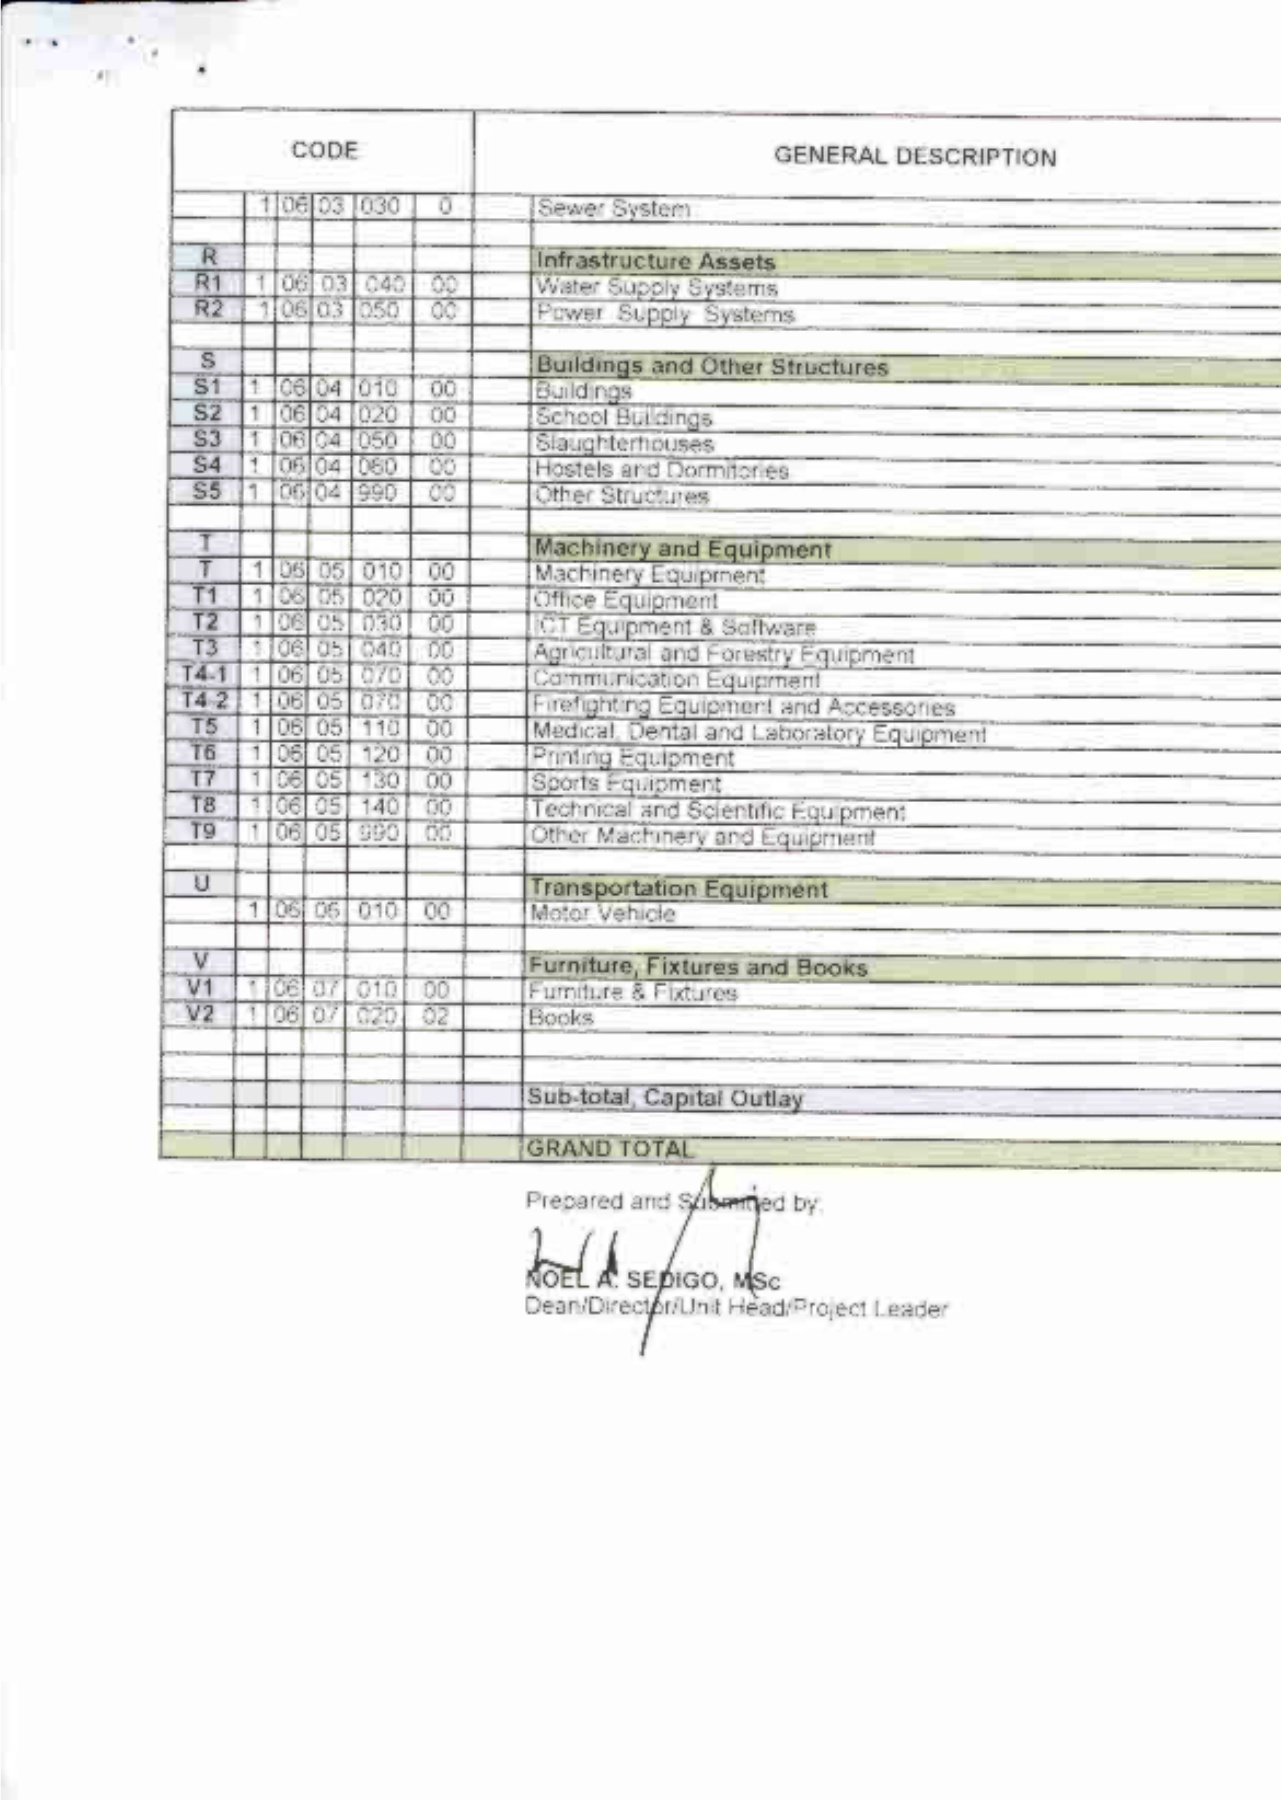 CODE GENERAL DESCRIPTION
1 06 03 030 0 Sewer System
R Infrastructure Assets
R1 1 06 03 040 00 Water Supply Systems
R2 1 06 03 050 00 Power Supply Systems
S Buildings and Other Structures
S1 1 06 04 010 00 Buildings
S2 1 06 04 020 00 School Buildings
S3 1 06 04 050 00 Slaughterhouses
S4 1 06 04 060 00 Hostels and Dormitories
S5 1 06 04 990 00 Other Structures
T Machinery and Equipment
T 1 06 05 010 00 Machinery Equipment
T1 1 06 05 020 00 Office Equipment
T2 1 06 05 030 00 ICT Equipment & Software
T3 1 06 05 040 00 Agricultural and Forestry Equipment
T4-1 1 06 05 070 00 Communication Equipment
T4-2 1 06 05 070 00 Firefighting Equipment and Accessories
T5 1 06 05 110 00 Medical, Dental and Laboratory Equipment
T6 1 06 05 120 00 Printing Equipment
T7 1 06 05 130 00 Sports Equipment
T8 1 06 05 140 00 Technical and Scientific Equipment
T9 1 06 05 990 00 Other Machinery and Equipment
U Transportation Equipment
1 06 06 010 00 Motor Vehicle
V Furniture, Fixtures and Books
V1 1 06 07 010 00 Furniture & Fixtures
V2 1 06 07 020 02 Books
Sub-total, Capital Outlay
GRAND TOTAL
Prepared and Submitted by:
NOEL A. SEDIGO, MSc
Dean/Director/Unit Head/Project Leader